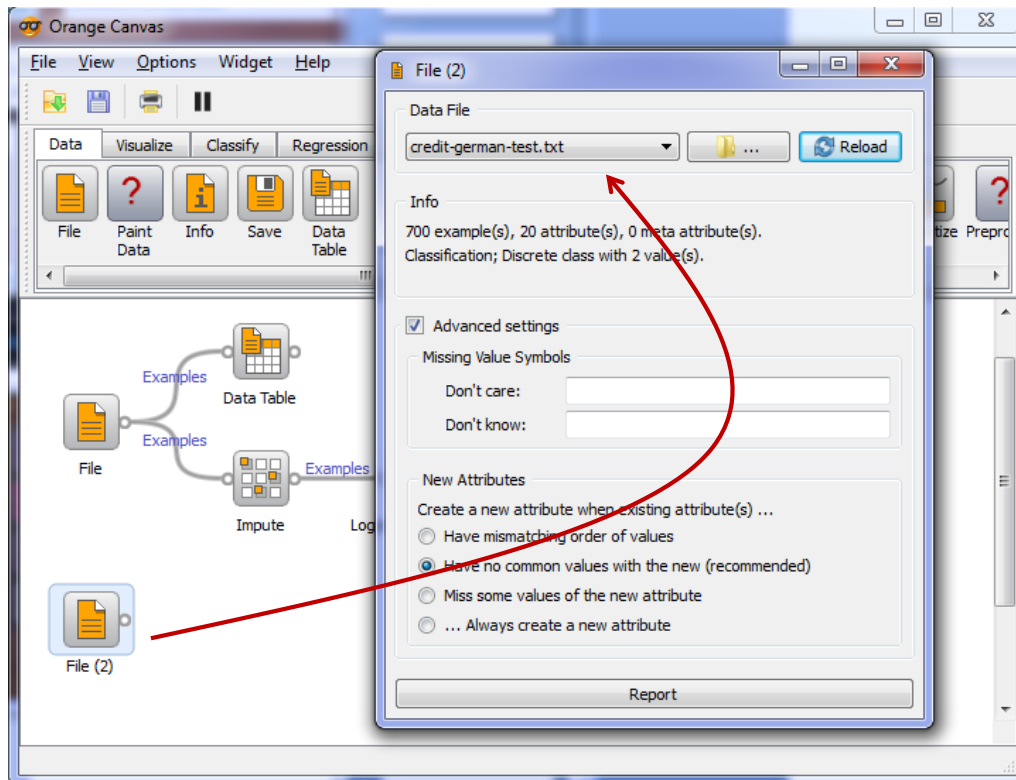 Orange Canvas
File View Options Widget Help
Data Visualize Classify Regression
File Paint Data Info Save Data Table
tize Prepro
Examples
Data Table
Examples
File
Examples
Impute
Log
File (2)
File (2)
Data File
credit-german-test.txt ... Reload
Info
700 example(s), 20 attribute(s), 0 meta attribute(s).
Classification; Discrete class with 2 value(s).
Advanced settings
Missing Value Symbols
Don't care:
Don't know:
New Attributes
Create a new attribute when existing attribute(s) ...
Have mismatching order of values
Have no common values with the new (recommended)
Miss some values of the new attribute
... Always create a new attribute
Report